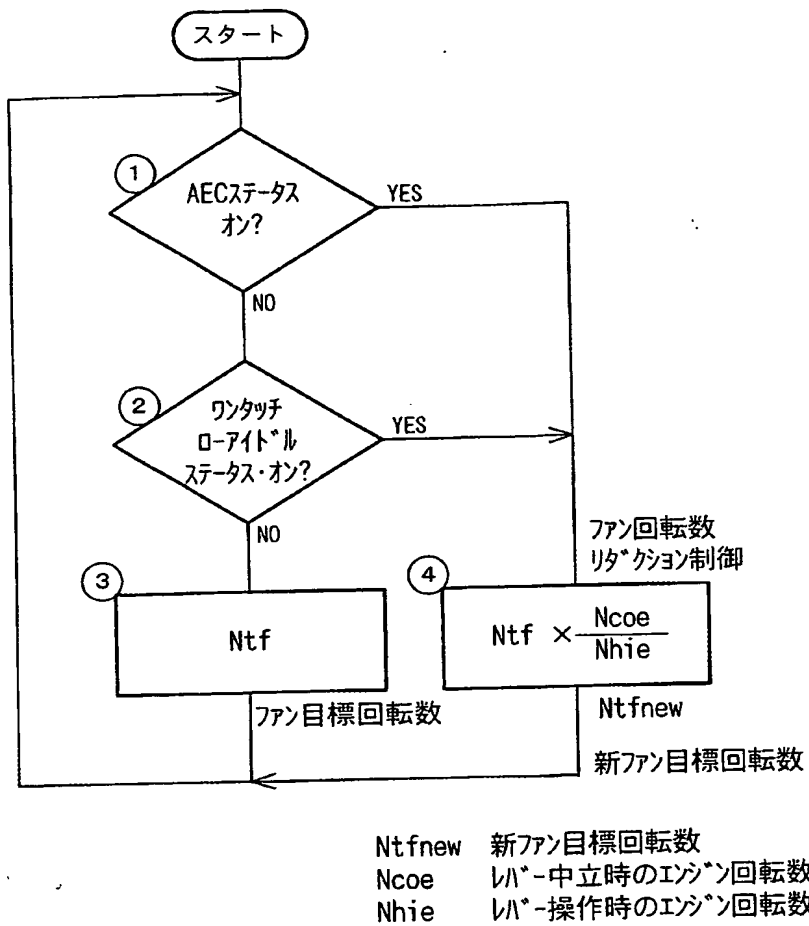 スタート
①
AECステータス
オン?
YES
NO
②
ワンタッチ
ローアイドル
ステータス・オン?
YES
NO
ファン回転数
リダクション制御
③
Ntf
④
Ntf × Ncoe
Nhie
ファン目標回転数
Ntfnew
新ファン目標回転数
Ntfnew 新ファン目標回転数
Ncoe レバー中立時のエンジン回転数
Nhie レバー操作時のエンジン回転数